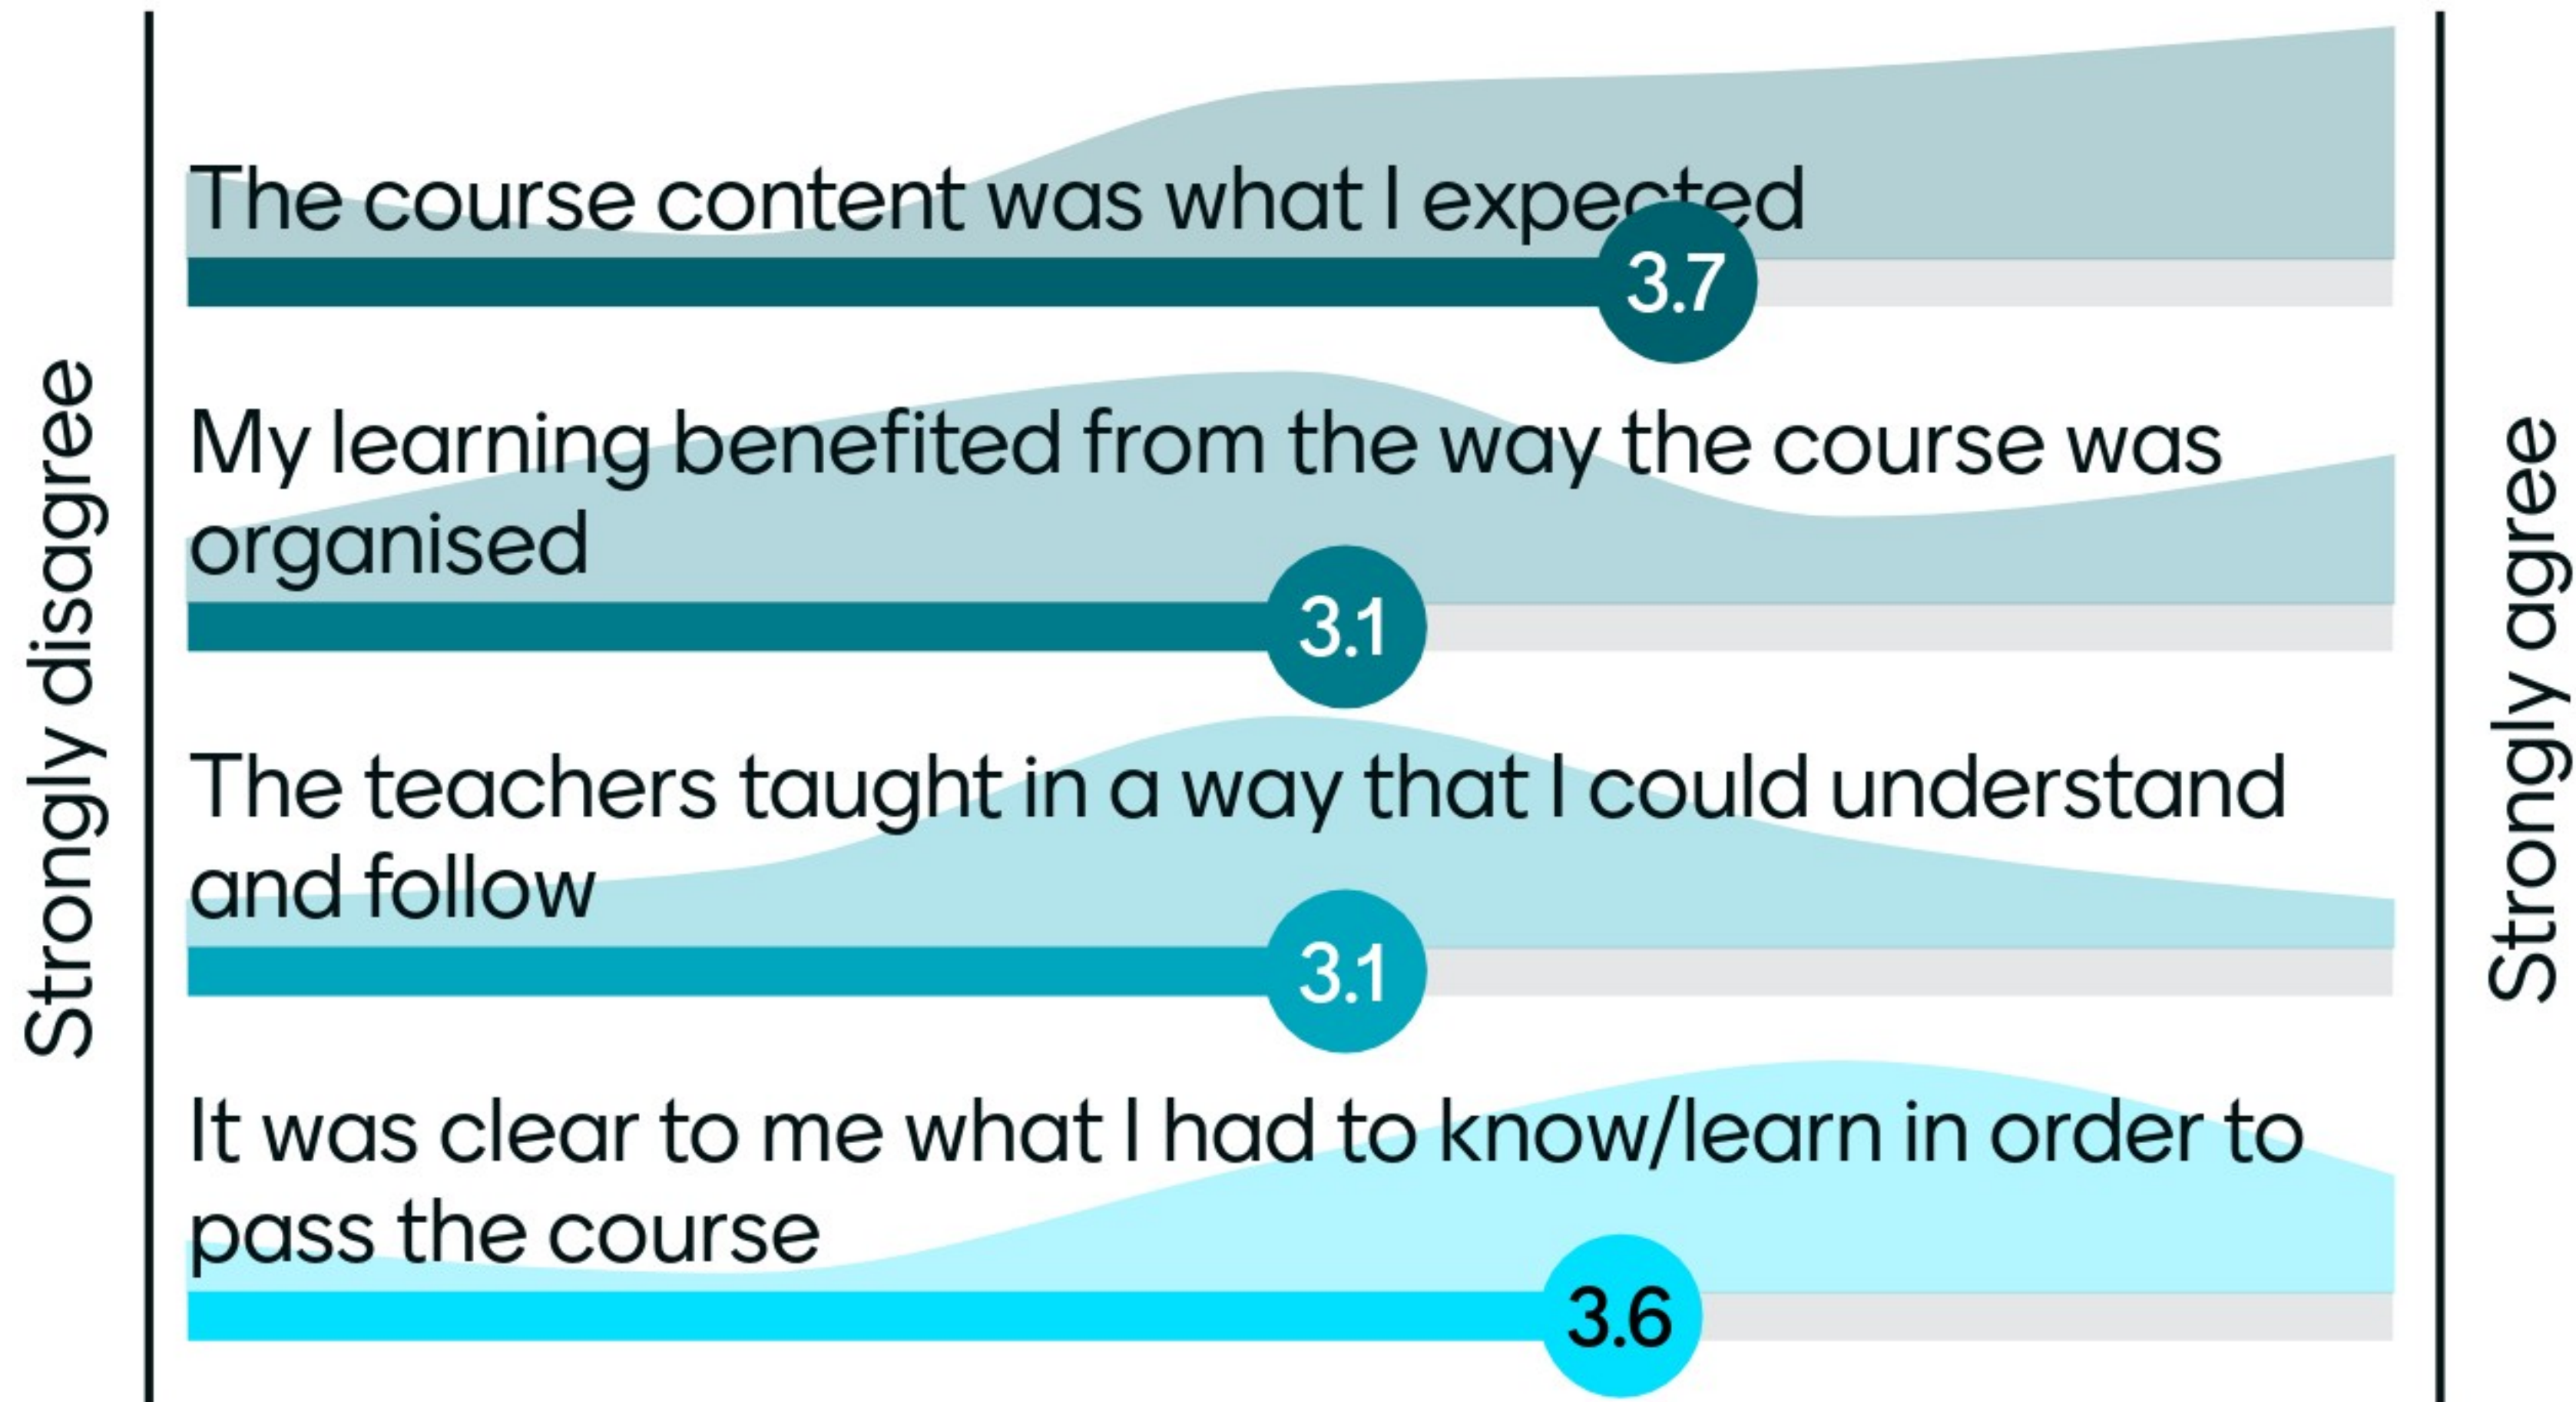 Strongly disagree
The course content was what I expected
3.7
My learning benefited from the way the course was
organised
3.1
The teachers taught in a way that I could understand
and follow
3.1
It was clear to me what I had to know/learn in order to
pass the course
3.6
Strongly agree